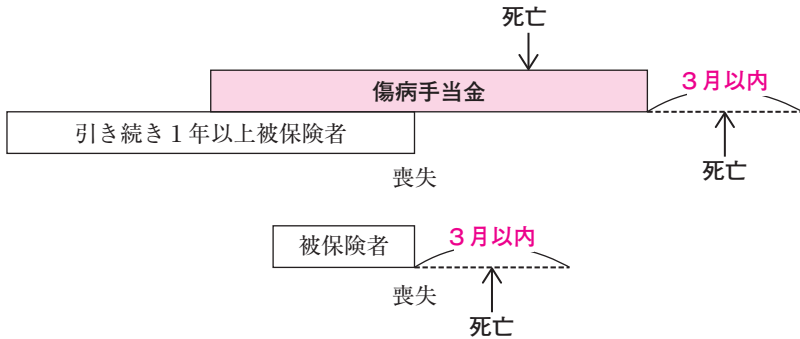 死亡
傷病手当金
３月以内
引き続き１年以上被保険者
死亡
喪失
被保険者
３月以内
喪失
死亡